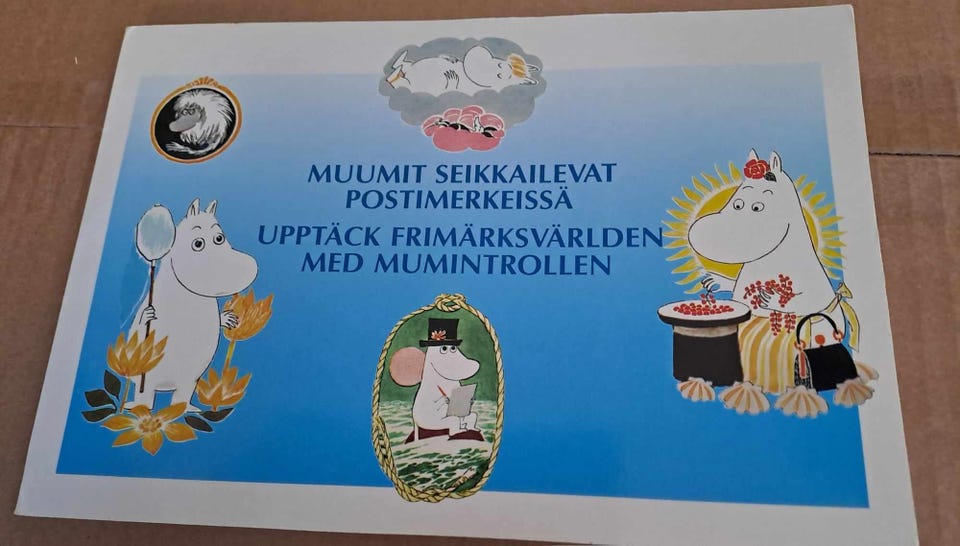 MUUMIT SEIKKAILEVAT
POSTIMERKEISSÄ
UPPTÄCK FRIMÄRKSVÄRLDEN
MED MUMINTROLLEN